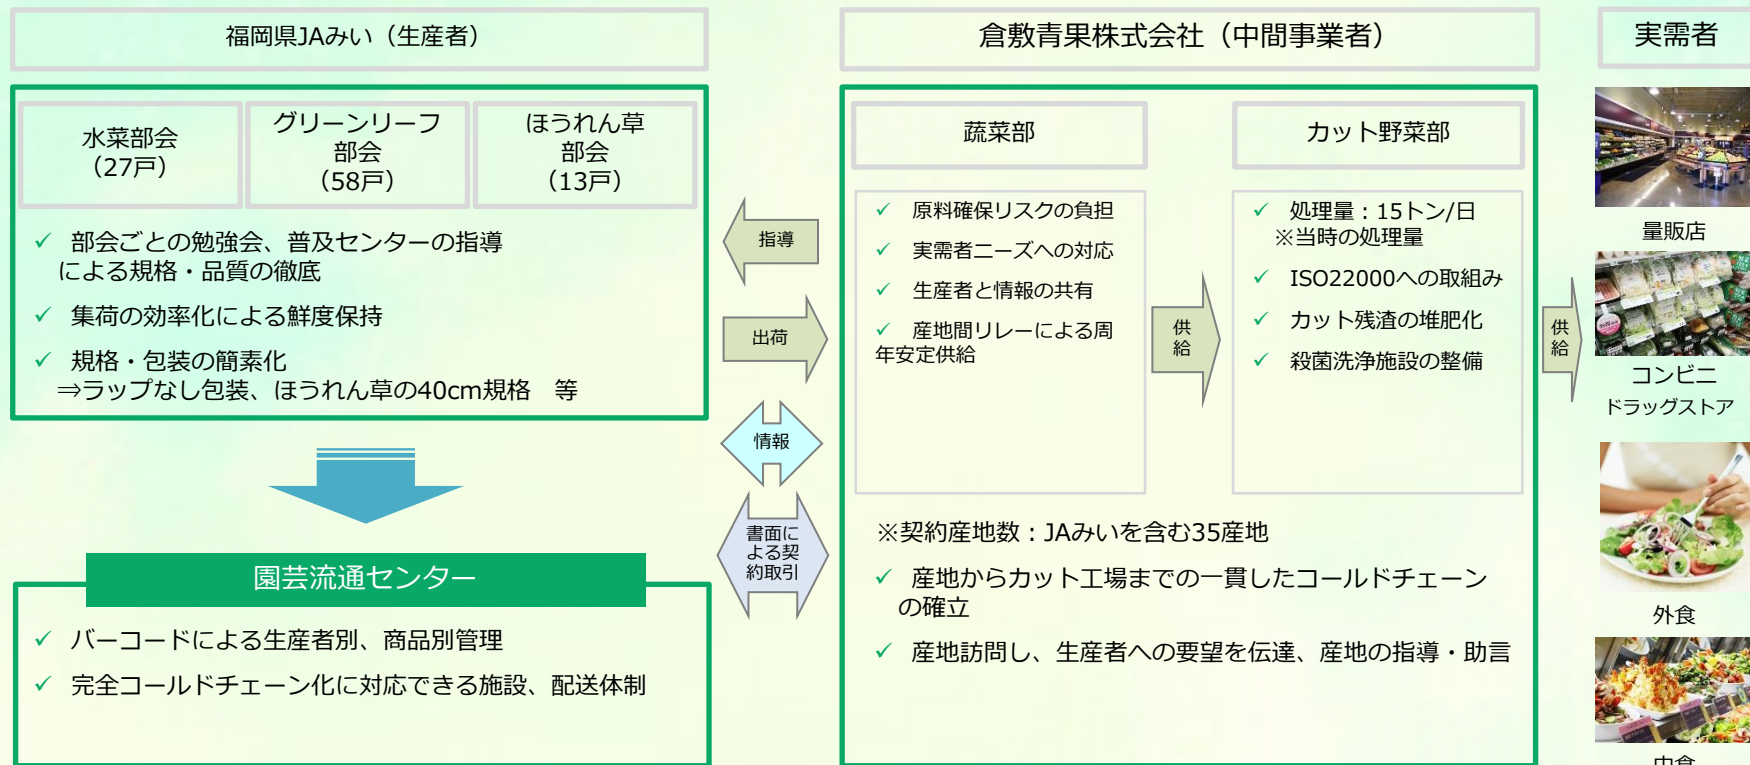 福岡県JAみい（生産者）
水菜部会
（27戸）
グリーンリーフ
部会
（58戸）
ほうれん草
部会
（13戸）
✓ 部会ごとの勉強会、普及センターの指導
による規格・品質の徹底
✓ 集荷の効率化による鮮度保持
✓ 規格・包装の簡素化
⇒ラップなし包装、ほうれん草の40cm規格　等
園芸流通センター
✓ バーコードによる生産者別、商品別管理
✓ 完全コールドチェーン化に対応できる施設、配送体制
指導
出荷
情報
書面に
よる契
約取引
倉敷青果株式会社（中間事業者）
蔬菜部
✓ 原料確保リスクの負担
✓ 実需者ニーズへの対応
✓ 生産者と情報の共有
✓ 産地間リレーによる周
年安定供給
供
給
カット野菜部
✓ 処理量：15トン/日
※当時の処理量
✓ ISO22000への取組み
✓ カット残渣の堆肥化
✓ 殺菌洗浄施設の整備
※契約産地数：JAみいを含む35産地
✓ 産地からカット工場までの一貫したコールドチェーン
の確立
✓ 産地訪問し、生産者への要望を伝達、産地の指導・助言
供
給
実需者
量販店
コンビニ
ドラッグストア
外食
中食